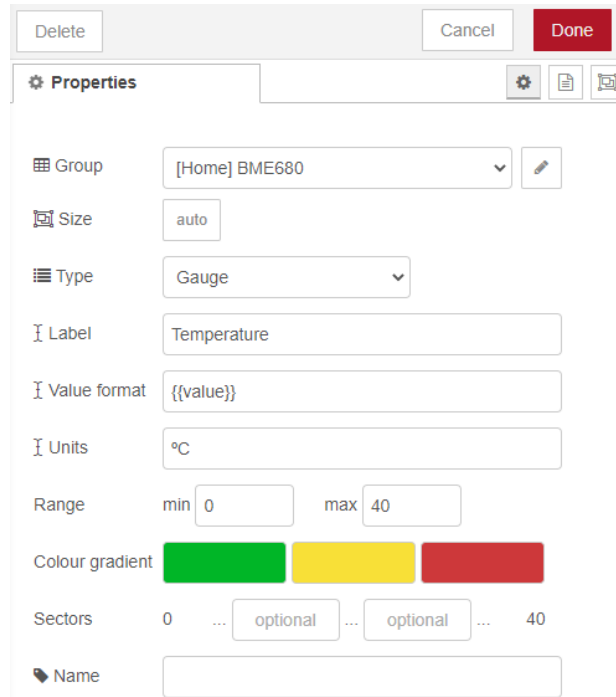 Delete Cancel Done
Properties
Group [Home] BME680
Size auto
Type Gauge
Label Temperature
Value format {{value}}
Units ºC
Range min 0 max 40
Colour gradient
Sectors 0 ... optional ... optional ... 40
Name